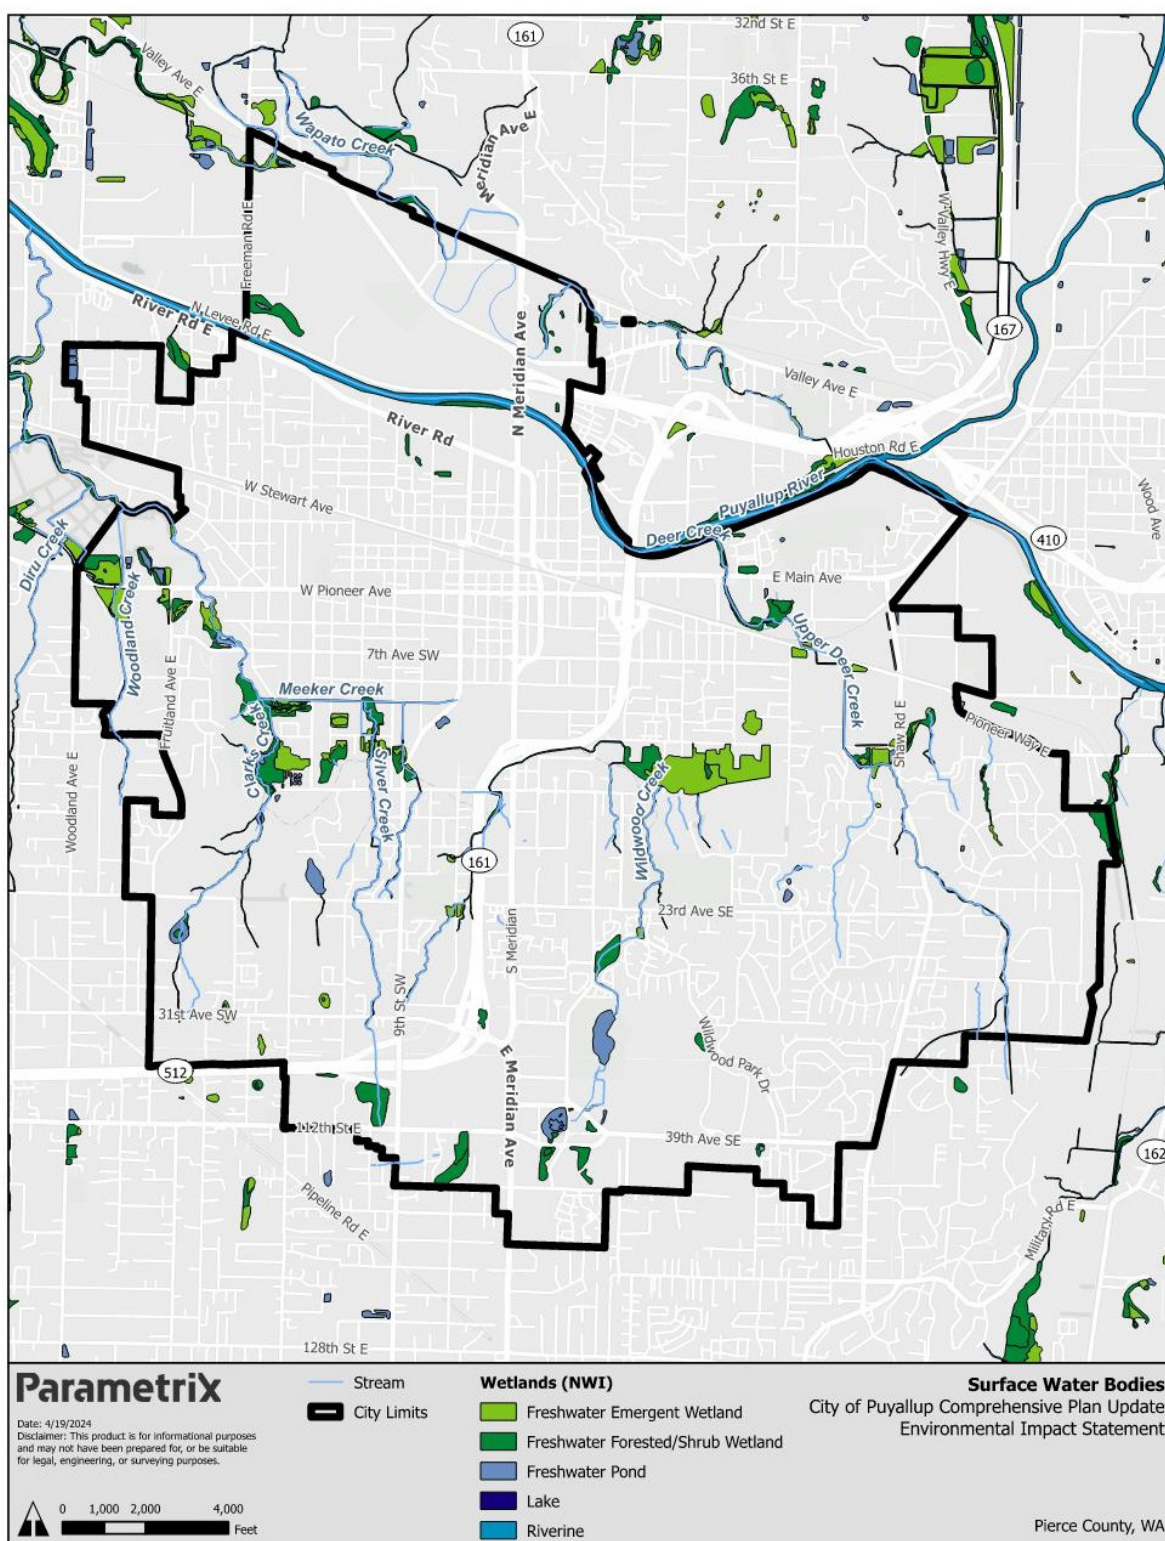 161
32nd St E
Valley Ave E
36th St E
Wapato Creek
Meridian Ave E
W Valley Hwy E
Freeman Rd E
N Levee Rd E
River Rd E
167
N Meridian Ave
Valley Ave E
River Rd
Houston Rd E
W Stewart Ave
Puyallup River
Wood Ave
Deer Creek
410
Diru Creek
E Main Ave
W Pioneer Ave
Woodland Creek
Upper Deer Creek
7th Ave SW
Fruitland Ave E
Meeker Creek
Shaw Rd E
Pioneer Way E
Clarks Creek
Silver Creek
Wildwood Creek
Woodland Ave E
161
23rd Ave SE
S Meridian
9th St SW
31st Ave SW
Wildwood Park Dr
512
E Meridian Ave
112th St E
39th Ave SE
162
Pipeline Rd E
Military Rd E
128th St E
Parametrix
Date: 4/19/2024
Disclaimer: This product is for informational purposes
and may not have been prepared for, or be suitable
for legal, engineering, or surveying purposes.
0 1,000 2,000 4,000
Feet
Stream
City Limits
Wetlands (NWI)
Freshwater Emergent Wetland
Freshwater Forested/Shrub Wetland
Freshwater Pond
Lake
Riverine
Surface Water Bodies
City of Puyallup Comprehensive Plan Update
Environmental Impact Statement
Pierce County, WA